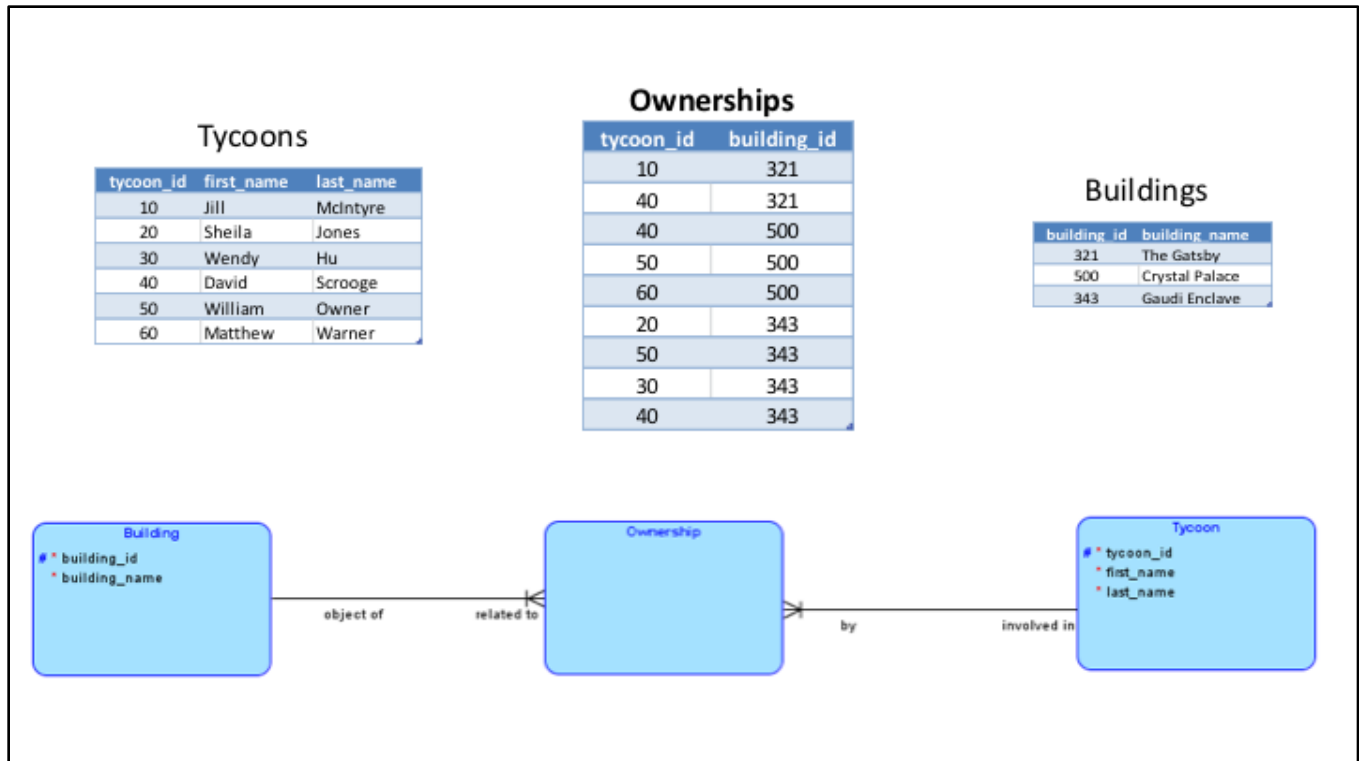 Tycoons
tycoon_id first_name last_name
10 Jill McIntyre
20 Sheila Jones
30 Wendy Hu
40 David Scrooge
50 William Owner
60 Matthew Warner
Ownerships
tycoon_id building_id
10 321
40 321
40 500
50 500
60 500
20 343
50 343
30 343
40 343
Buildings
building_id building_name
321 The Gatsby
500 Crystal Palace
343 Gaudi Enclave
Building
# * building_id
* building_name
object of
related to
Ownership
by
involved in
Tycoon
# * tycoon_id
* first_name
* last_name